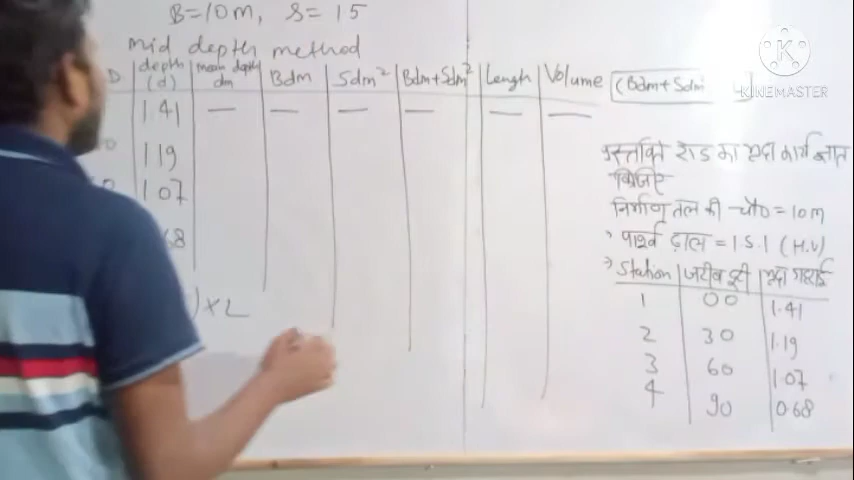 B=10m, S= 15
mid depth method
D | depth (d) | mean depth dm | Bdm | Sdm² | Bdm+Sdm² | Length | Volume
(Bdm+Sdm
KINEMASTER
1.41 — — — — — —
1.19
1.07
68
)×L
रोड का मृदा कार्य ज्ञात
किजिए
निर्माण तल की चौ० = 10m
पार्श्व ढाल = 1.5:1 (H.V)
Station | जरीब दूरी | मृदा गहराई
1 | 00 | 1.41
2 | 30 | 1.19
3 | 60 | 1.07
4 | 90 | 0.68